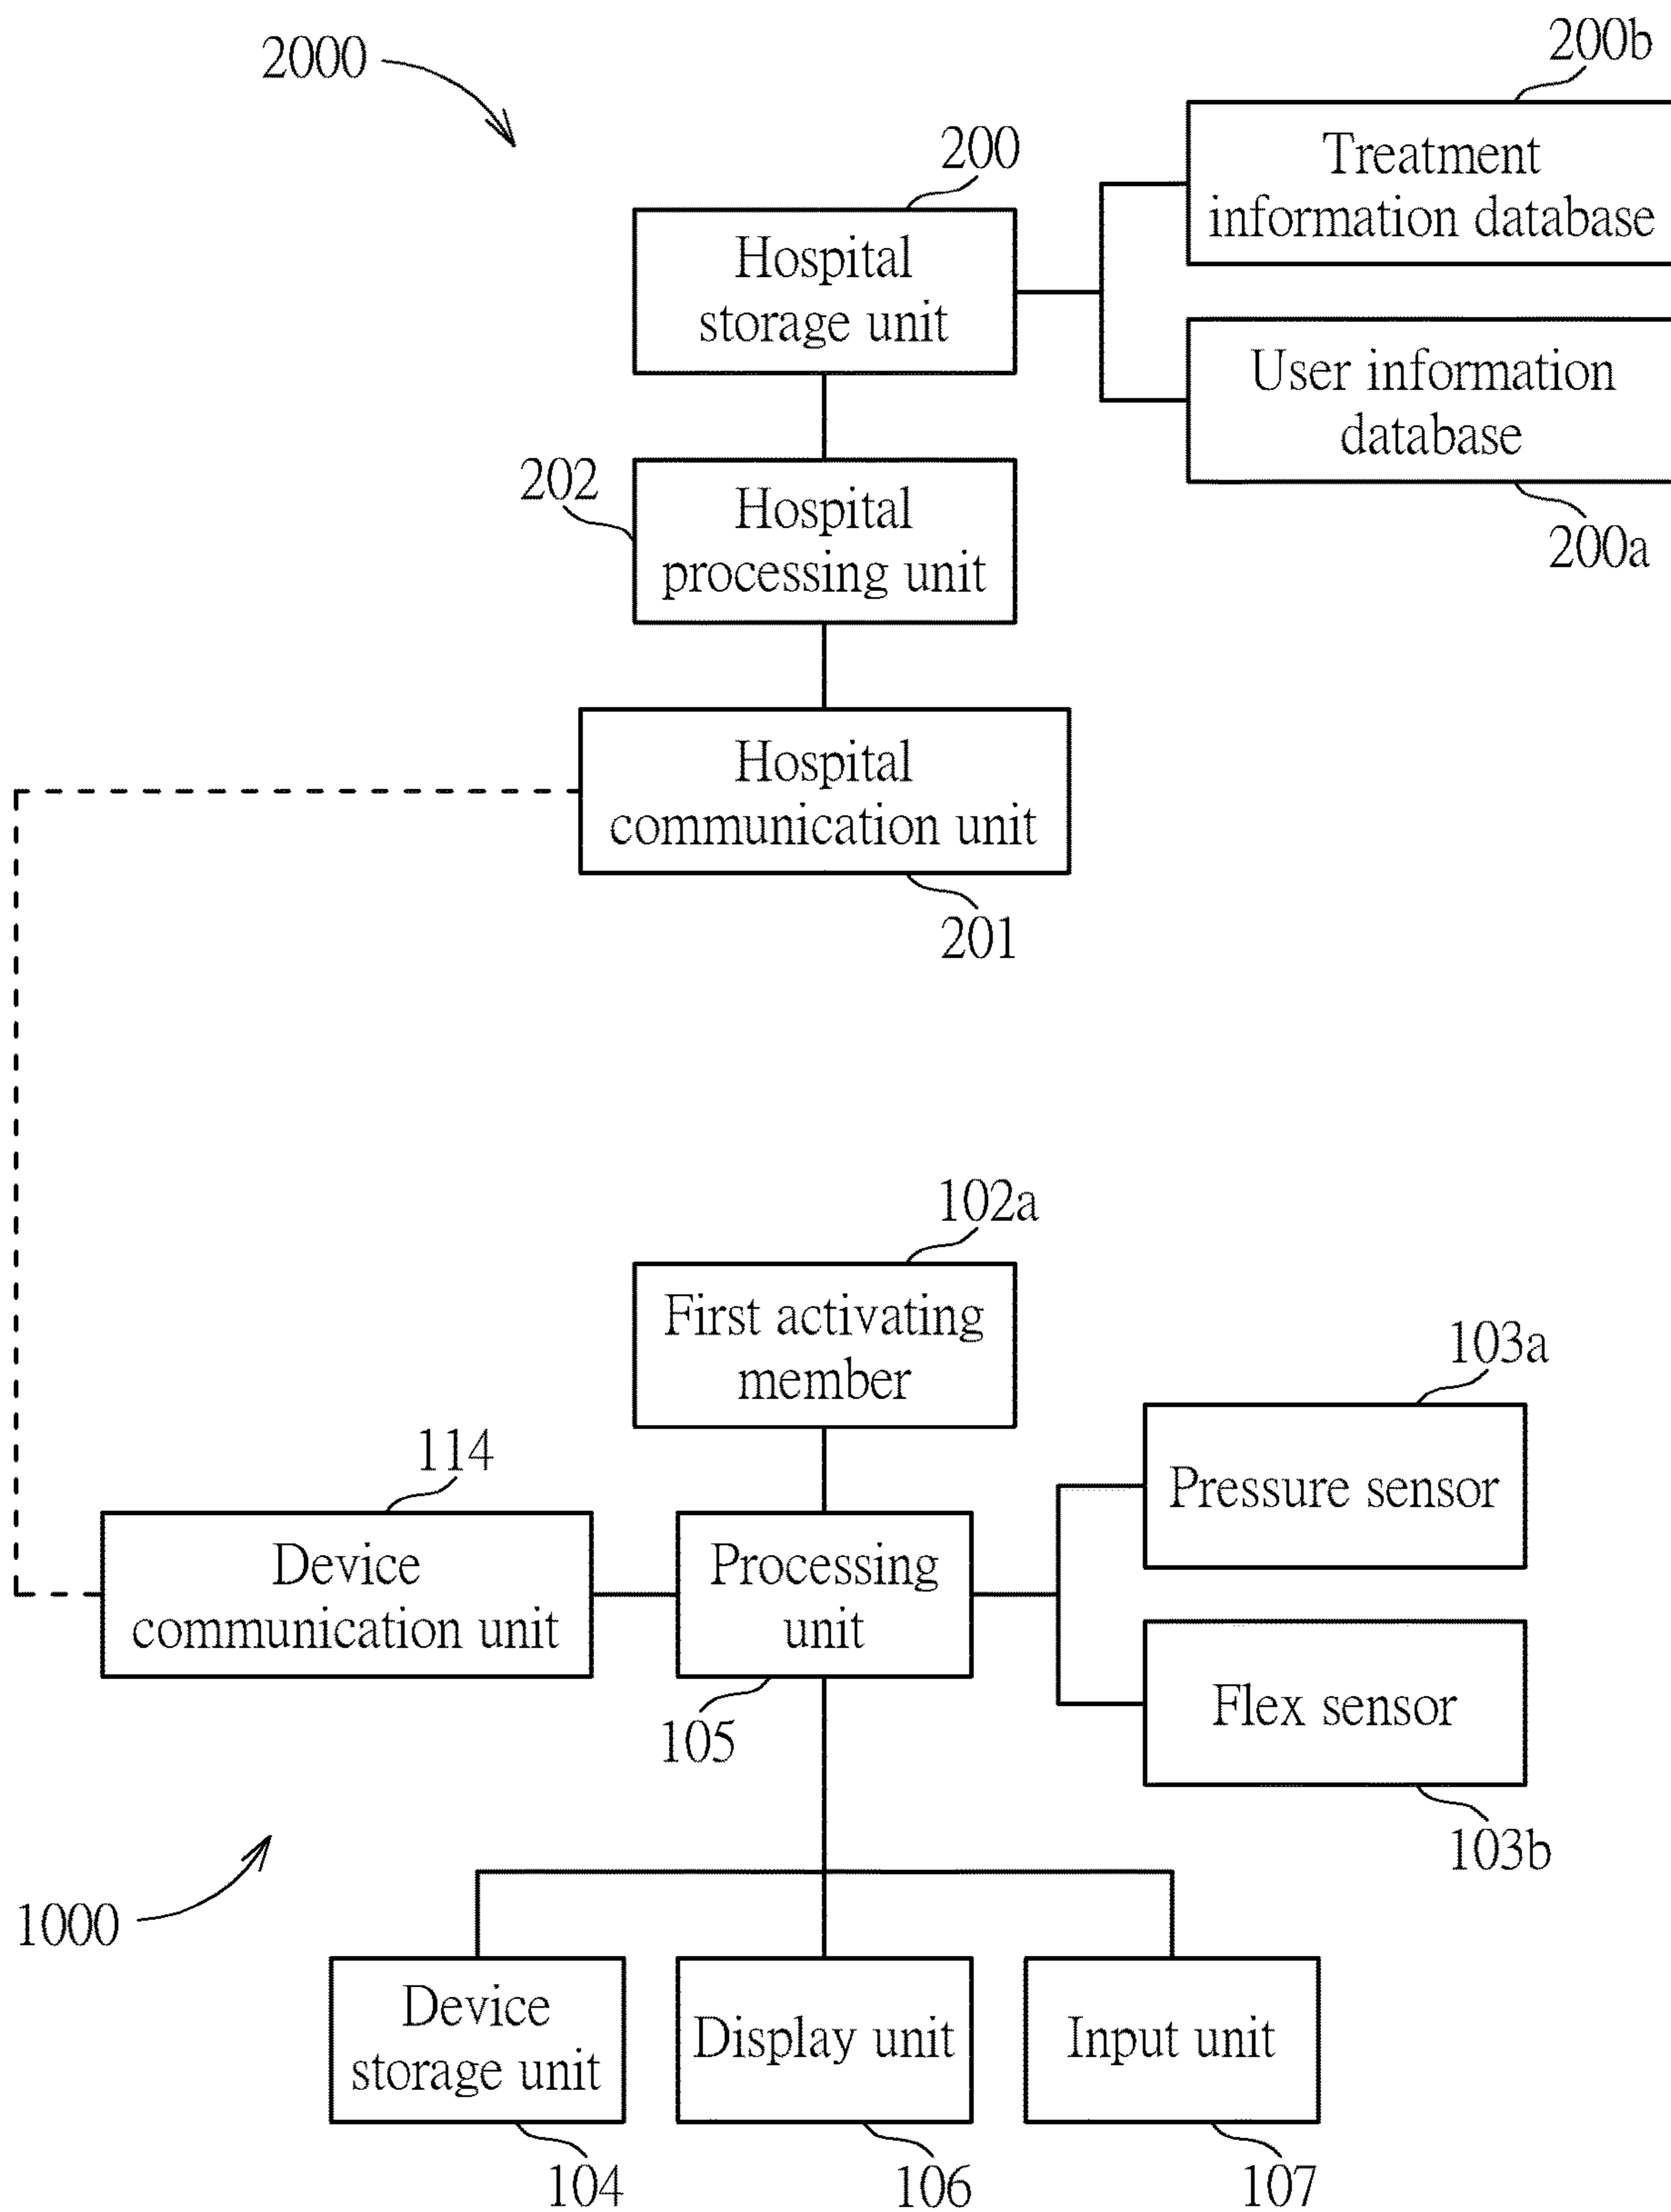 2000
200b
Treatment
information database
200
Hospital
storage unit
User information
database
200a
202
Hospital
processing unit
Hospital
communication unit
201
102a
First activating
member
103a
Pressure sensor
114
Device
communication unit
Processing
unit
105
Flex sensor
103b
1000
Device
storage unit
Display unit
Input unit
104
106
107